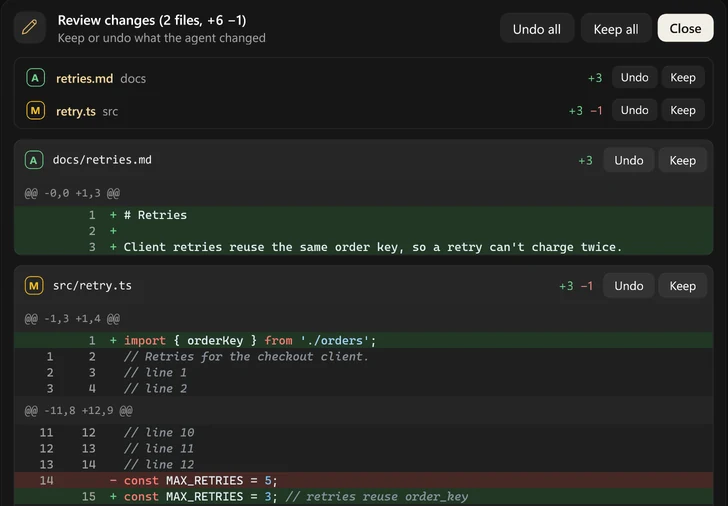 Review changes (2 files, +6 −1)
Keep or undo what the agent changed
Undo all
Keep all
Close
A retries.md docs +3 Undo Keep
M retry.ts src +3 −1 Undo Keep
A docs/retries.md +3 Undo Keep
@@ -0,0 +1,3 @@
1 + # Retries
2 +
3 + Client retries reuse the same order key, so a retry can't charge twice.
M src/retry.ts +3 −1 Undo Keep
@@ -1,3 +1,4 @@
1 + import { orderKey } from './orders';
1 2 // Retries for the checkout client.
2 3 // line 1
3 4 // line 2
@@ -11,8 +12,9 @@
11 12 // line 10
12 13 // line 11
13 14 // line 12
14 − const MAX_RETRIES = 5;
15 + const MAX_RETRIES = 3; // retries reuse order_key